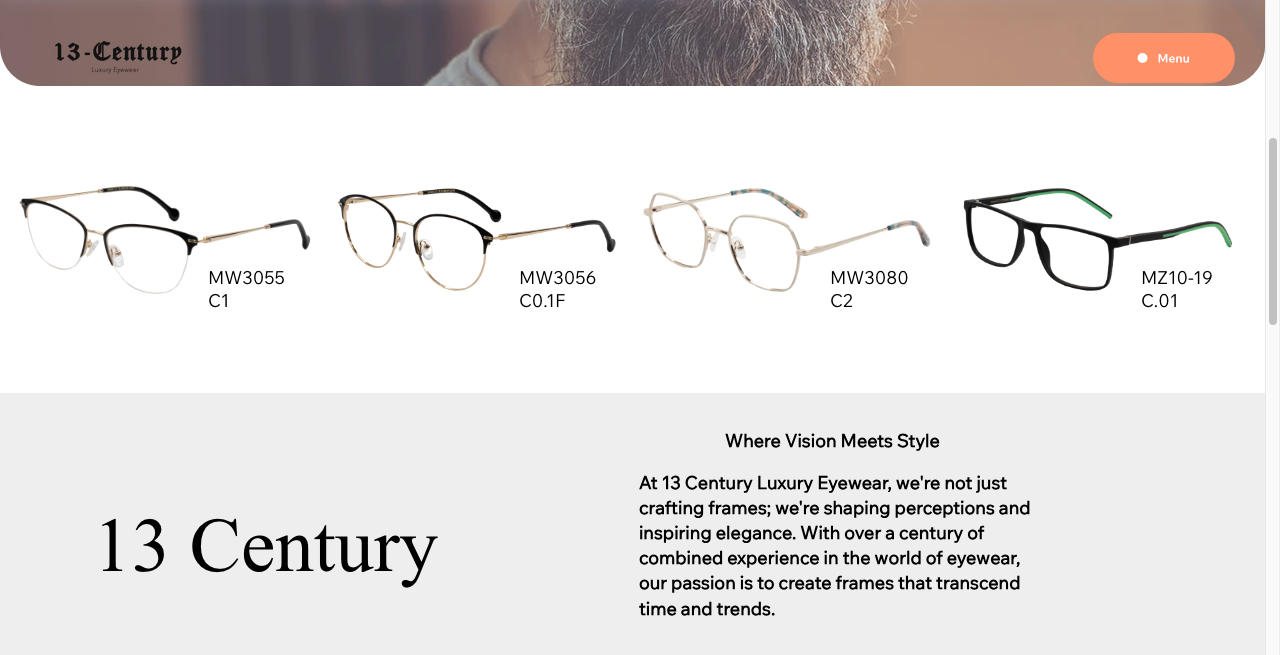 13-Century
Luxury Eyewear
Menu
MW3055
C1
MW3056
C0.1F
MW3080
C2
MZ10-19
C.01
13 Century
Where Vision Meets Style
At 13 Century Luxury Eyewear, we're not just
crafting frames; we're shaping perceptions and
inspiring elegance. With over a century of
combined experience in the world of eyewear,
our passion is to create frames that transcend
time and trends.